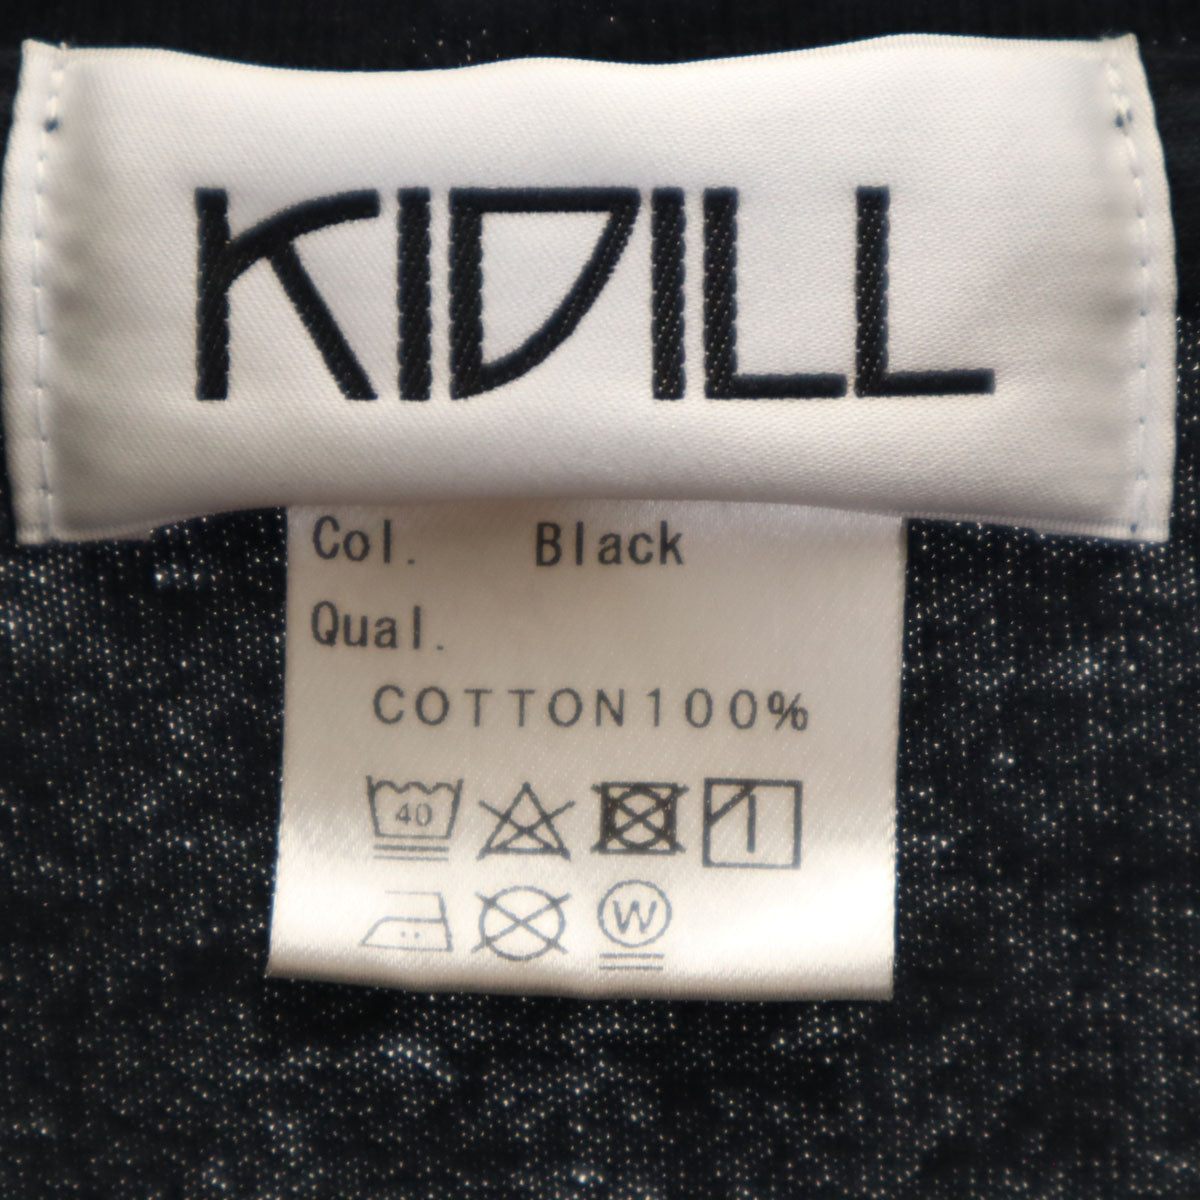 KIDILL
Col. Black
Qual.
COTTON100%
40
W